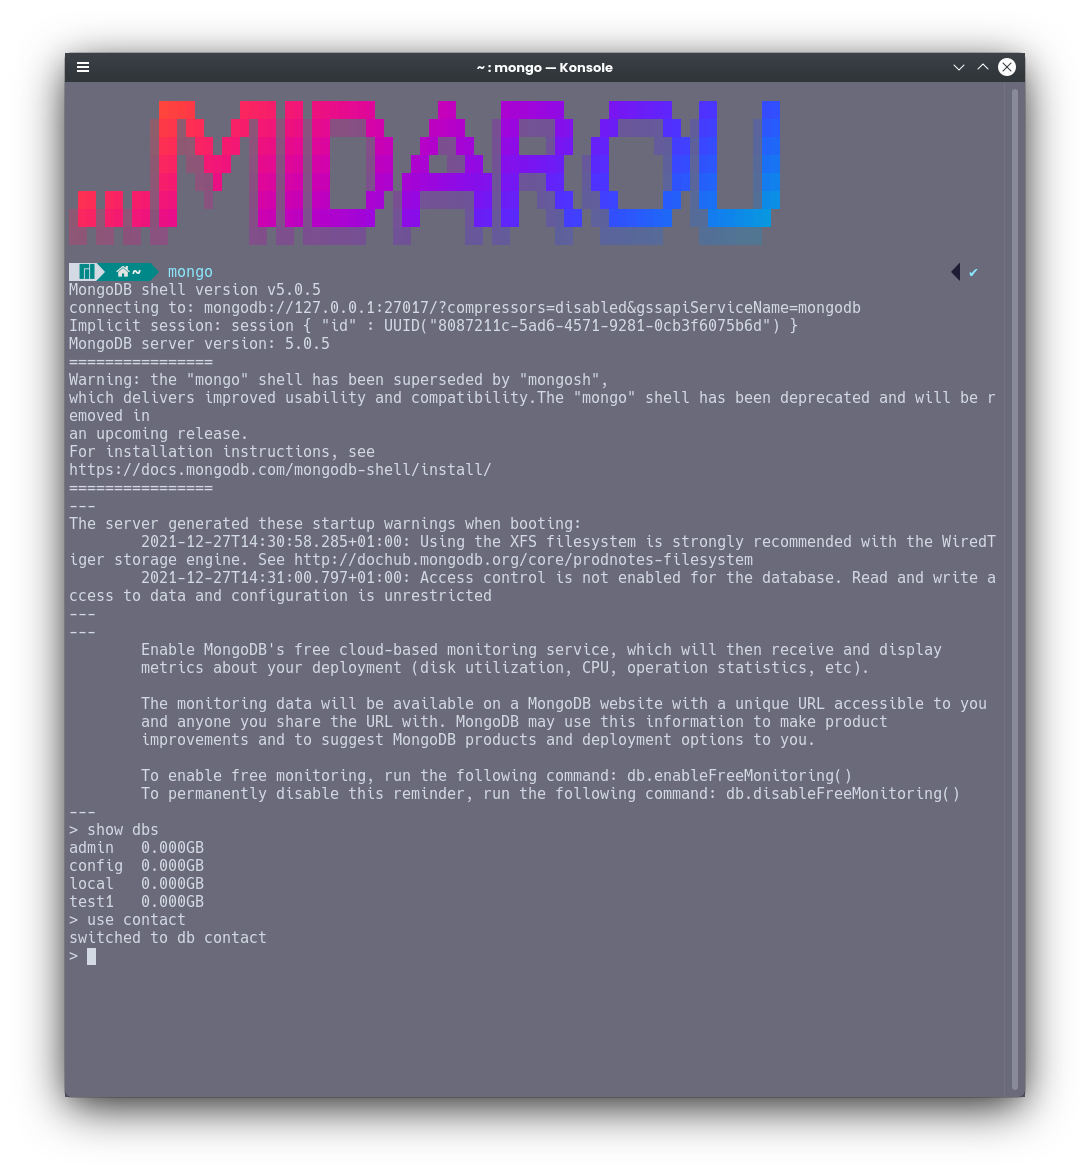 ~ : mongo — Konsole
...MIDAROU
~ mongo ✔
MongoDB shell version v5.0.5
connecting to: mongodb://127.0.0.1:27017/?compressors=disabled&gssapiServiceName=mongodb
Implicit session: session { "id" : UUID("8087211c-5ad6-4571-9281-0cb3f6075b6d") }
MongoDB server version: 5.0.5
================
Warning: the "mongo" shell has been superseded by "mongosh",
which delivers improved usability and compatibility.The "mongo" shell has been deprecated and will be r
emoved in
an upcoming release.
For installation instructions, see
https://docs.mongodb.com/mongodb-shell/install/
================
---
The server generated these startup warnings when booting:
        2021-12-27T14:30:58.285+01:00: Using the XFS filesystem is strongly recommended with the WiredT
iger storage engine. See http://dochub.mongodb.org/core/prodnotes-filesystem
        2021-12-27T14:31:00.797+01:00: Access control is not enabled for the database. Read and write a
ccess to data and configuration is unrestricted
---
---
        Enable MongoDB's free cloud-based monitoring service, which will then receive and display
        metrics about your deployment (disk utilization, CPU, operation statistics, etc).
        The monitoring data will be available on a MongoDB website with a unique URL accessible to you
        and anyone you share the URL with. MongoDB may use this information to make product
        improvements and to suggest MongoDB products and deployment options to you.
        To enable free monitoring, run the following command: db.enableFreeMonitoring()
        To permanently disable this reminder, run the following command: db.disableFreeMonitoring()
---
> show dbs
admin   0.000GB
config  0.000GB
local   0.000GB
test1   0.000GB
> use contact
switched to db contact
>